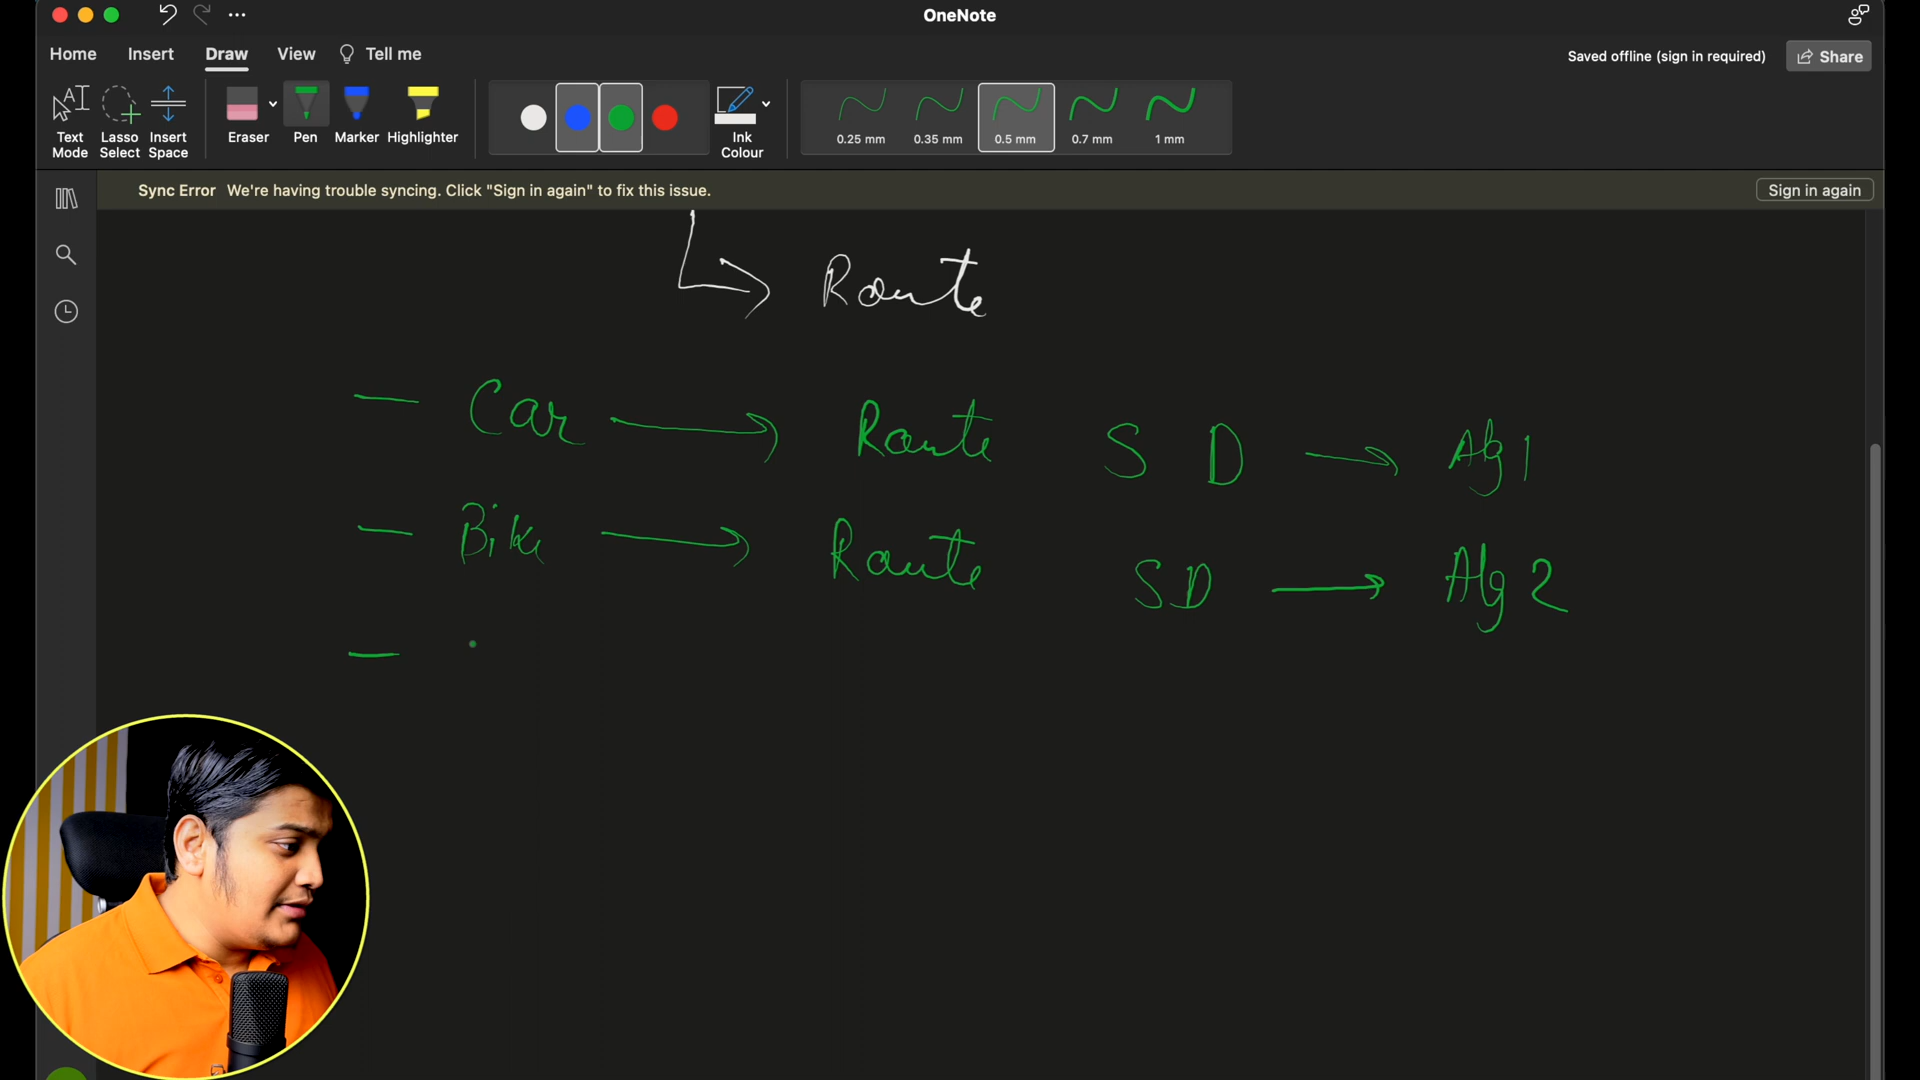 OneNote
Home Insert Draw View Tell me
Saved offline (sign in required) Share
Text Mode
Lasso Select
Insert Space
Eraser
Pen
Marker
Highlighter
Ink Colour
0.25 mm
0.35 mm
0.5 mm
0.7 mm
1 mm
Sync Error We're having trouble syncing. Click "Sign in again" to fix this issue.
Sign in again
Route
— Car → Route S D → Alg 1
— Bike → Route SD → Alg 2
—